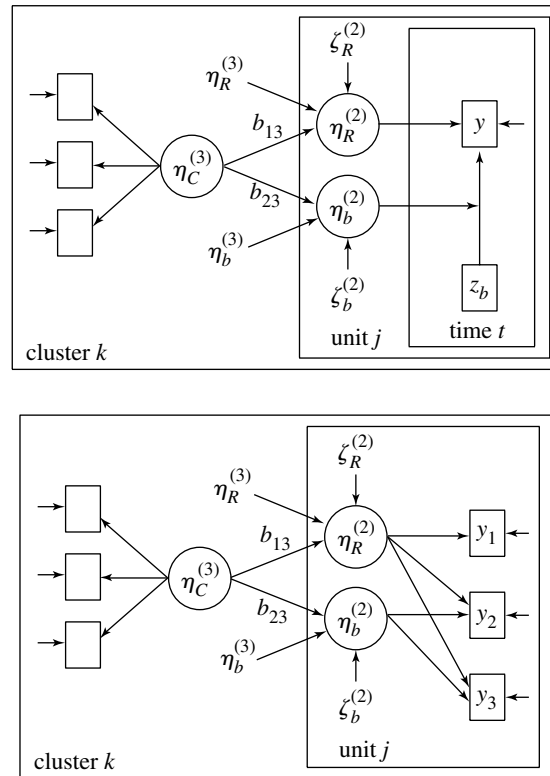 ζ_R^(2)
η_R^(3)
b_13
η_R^(2)
y
η_C^(3)
b_23
η_b^(2)
η_b^(3)
ζ_b^(2)
z_b
time t
unit j
cluster k
ζ_R^(2)
η_R^(3)
b_13
η_R^(2)
y_1
η_C^(3)
b_23
η_b^(2)
y_2
η_b^(3)
ζ_b^(2)
y_3
unit j
cluster k